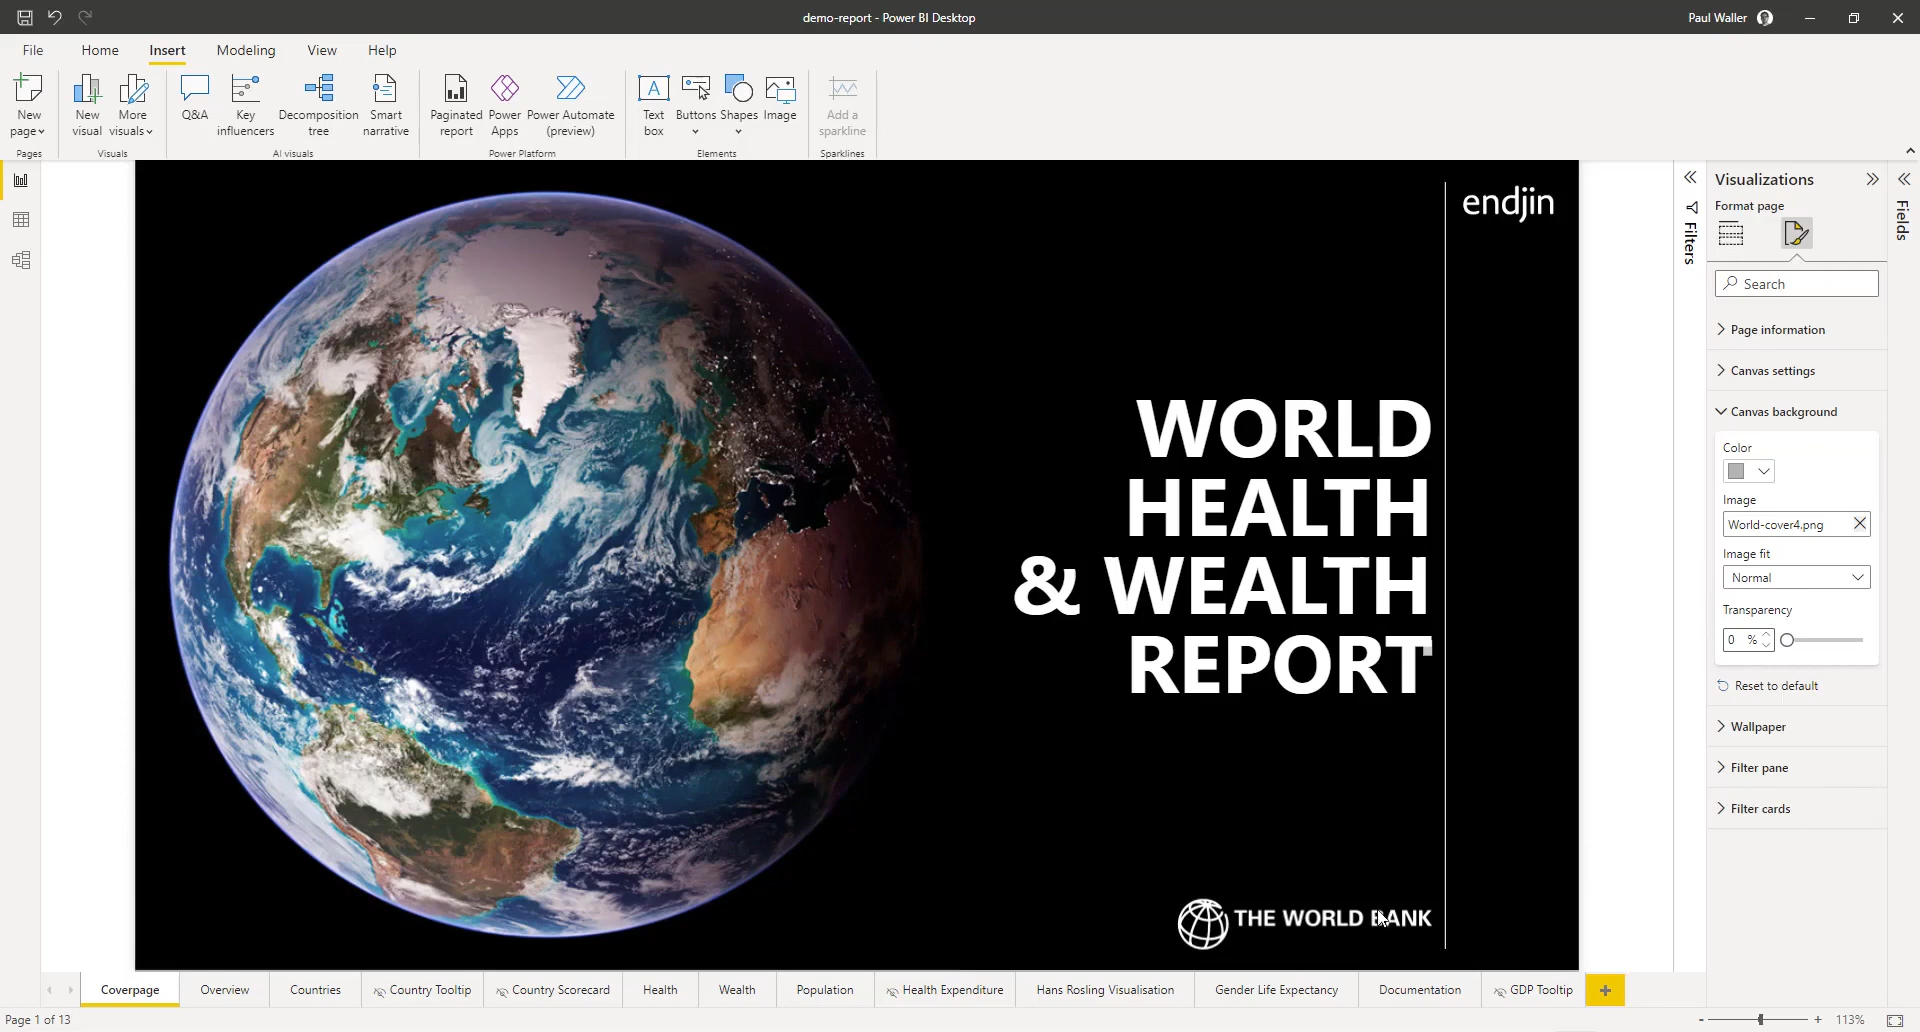 demo-report - Power BI Desktop
Paul Waller
File
Home
Insert
Modeling
View
Help
New
page
New
visual
More
visuals
Q&A
Key
influencers
Decomposition
tree
Smart
narrative
Paginated
report
Power
Apps
Power Automate
(preview)
Text
box
Buttons
Shapes
Image
Add a
sparkline
Pages
Visuals
AI visuals
Power Platform
Elements
Sparklines
endjin
WORLD
HEALTH
& WEALTH
REPORT
THE WORLD BANK
Filters
Visualizations
Format page
Search
Page information
Canvas settings
Canvas background
Color
Image
World-cover4.png
Image fit
Normal
Transparency
0 %
Reset to default
Wallpaper
Filter pane
Filter cards
Fields
Coverpage
Overview
Countries
Country Tooltip
Country Scorecard
Health
Wealth
Population
Health Expenditure
Hans Rosling Visualisation
Gender Life Expectancy
Documentation
GDP Tooltip
Page 1 of 13
- + 113%